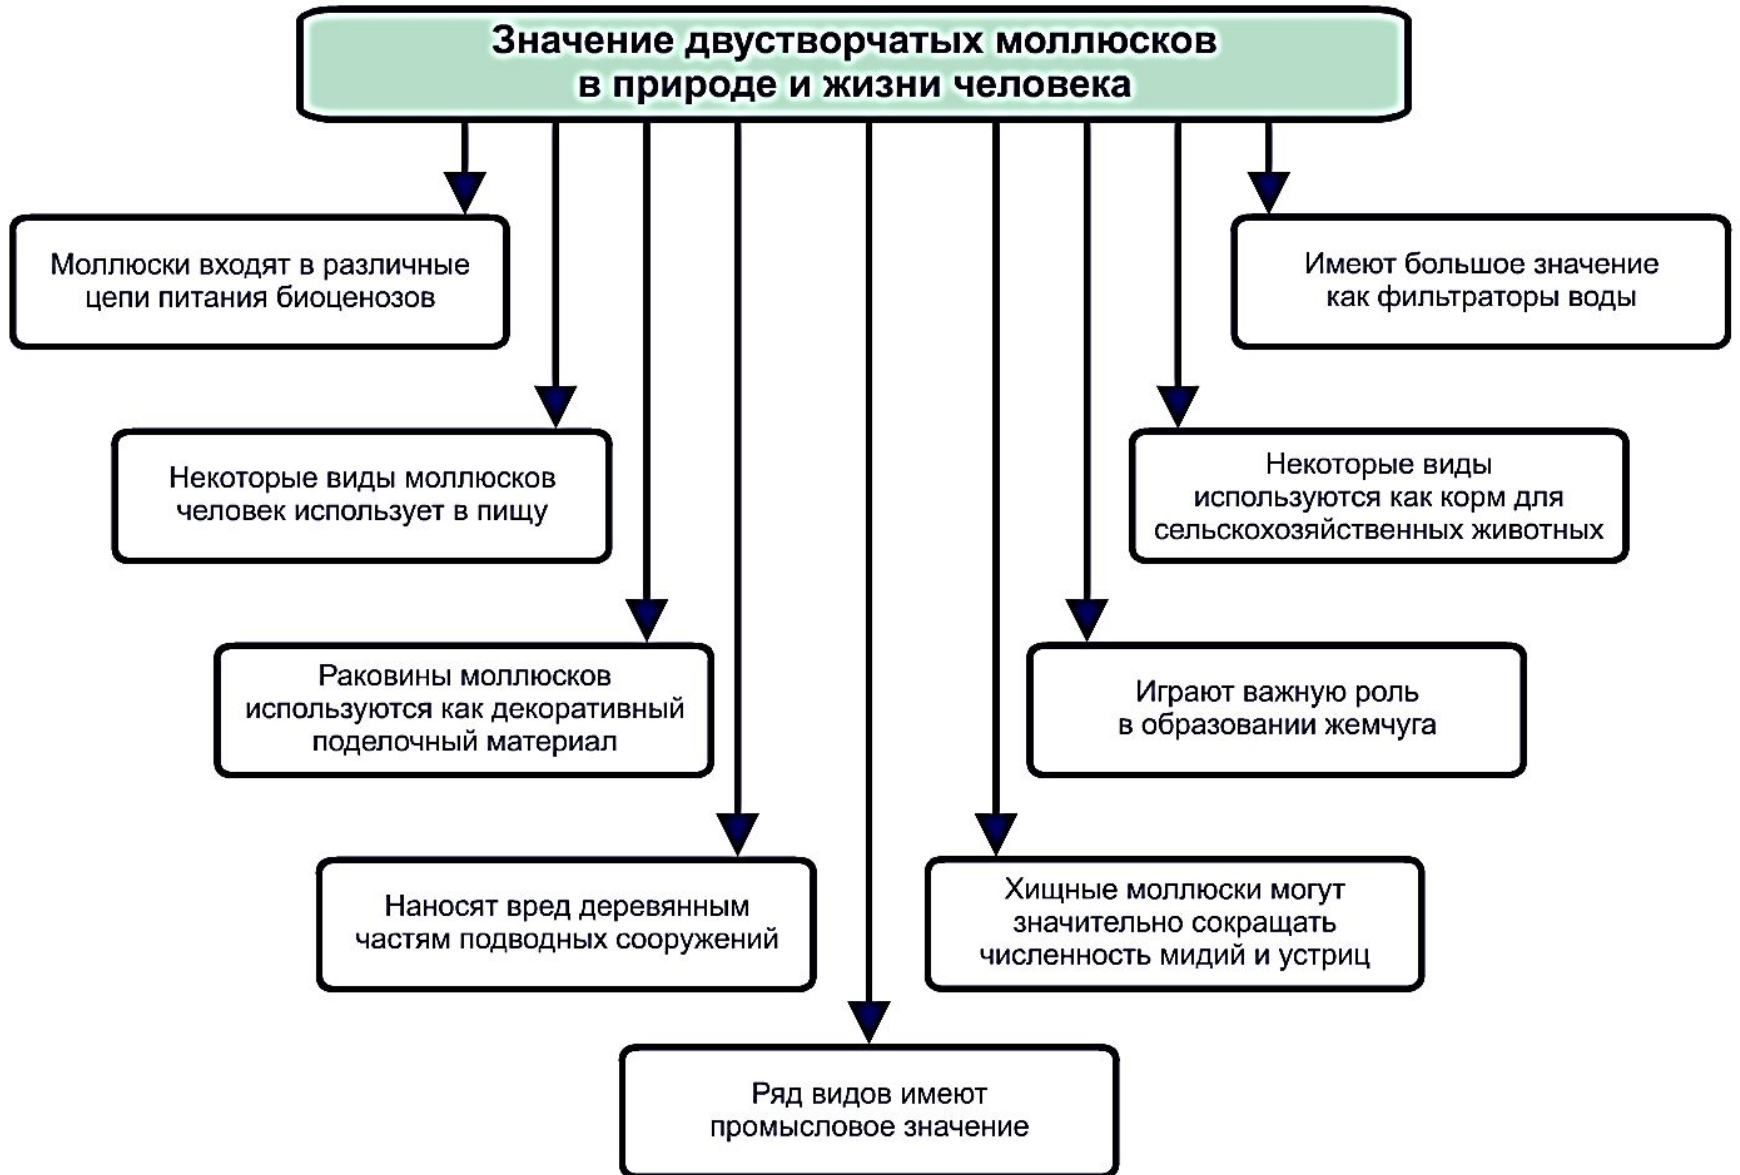 Значение двустворчатых моллюсков
в природе и жизни человека
Моллюски входят в различные
цепи питания биоценозов
Имеют большое значение
как фильтраторы воды
Некоторые виды моллюсков
человек использует в пищу
Некоторые виды
используются как корм для
сельскохозяйственных животных
Раковины моллюсков
используются как декоративный
поделочный материал
Играют важную роль
в образовании жемчуга
Наносят вред деревянным
частям подводных сооружений
Хищные моллюски могут
значительно сокращать
численность мидий и устриц
Ряд видов имеют
промысловое значение